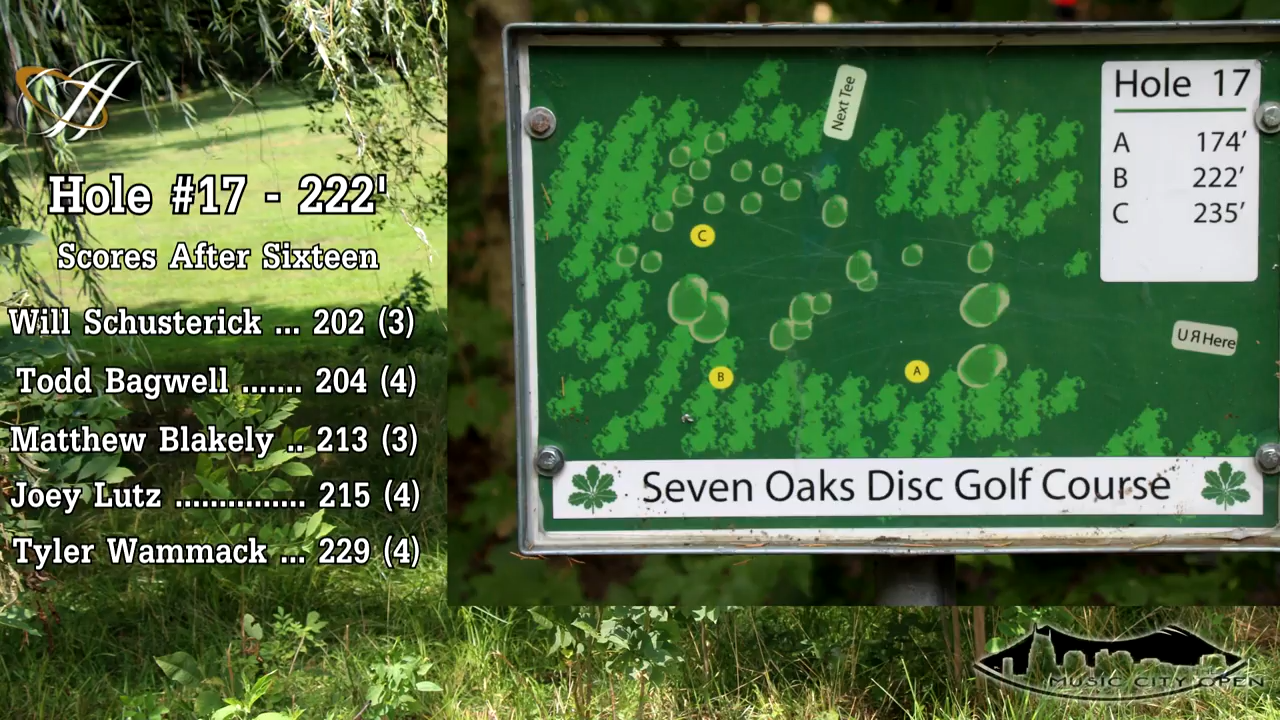 Hole #17 - 222'
Scores After Sixteen
Will Schusterick ... 202 (3)
Todd Bagwell ....... 204 (4)
Matthew Blakely .. 213 (3)
Joey Lutz ............... 215 (4)
Tyler Wammack ... 229 (4)
Next Tee
Hole 17
A 174'
B 222'
C 235'
C
U Я Here
B
A
Seven Oaks Disc Golf Course
MUSIC CITY OPEN